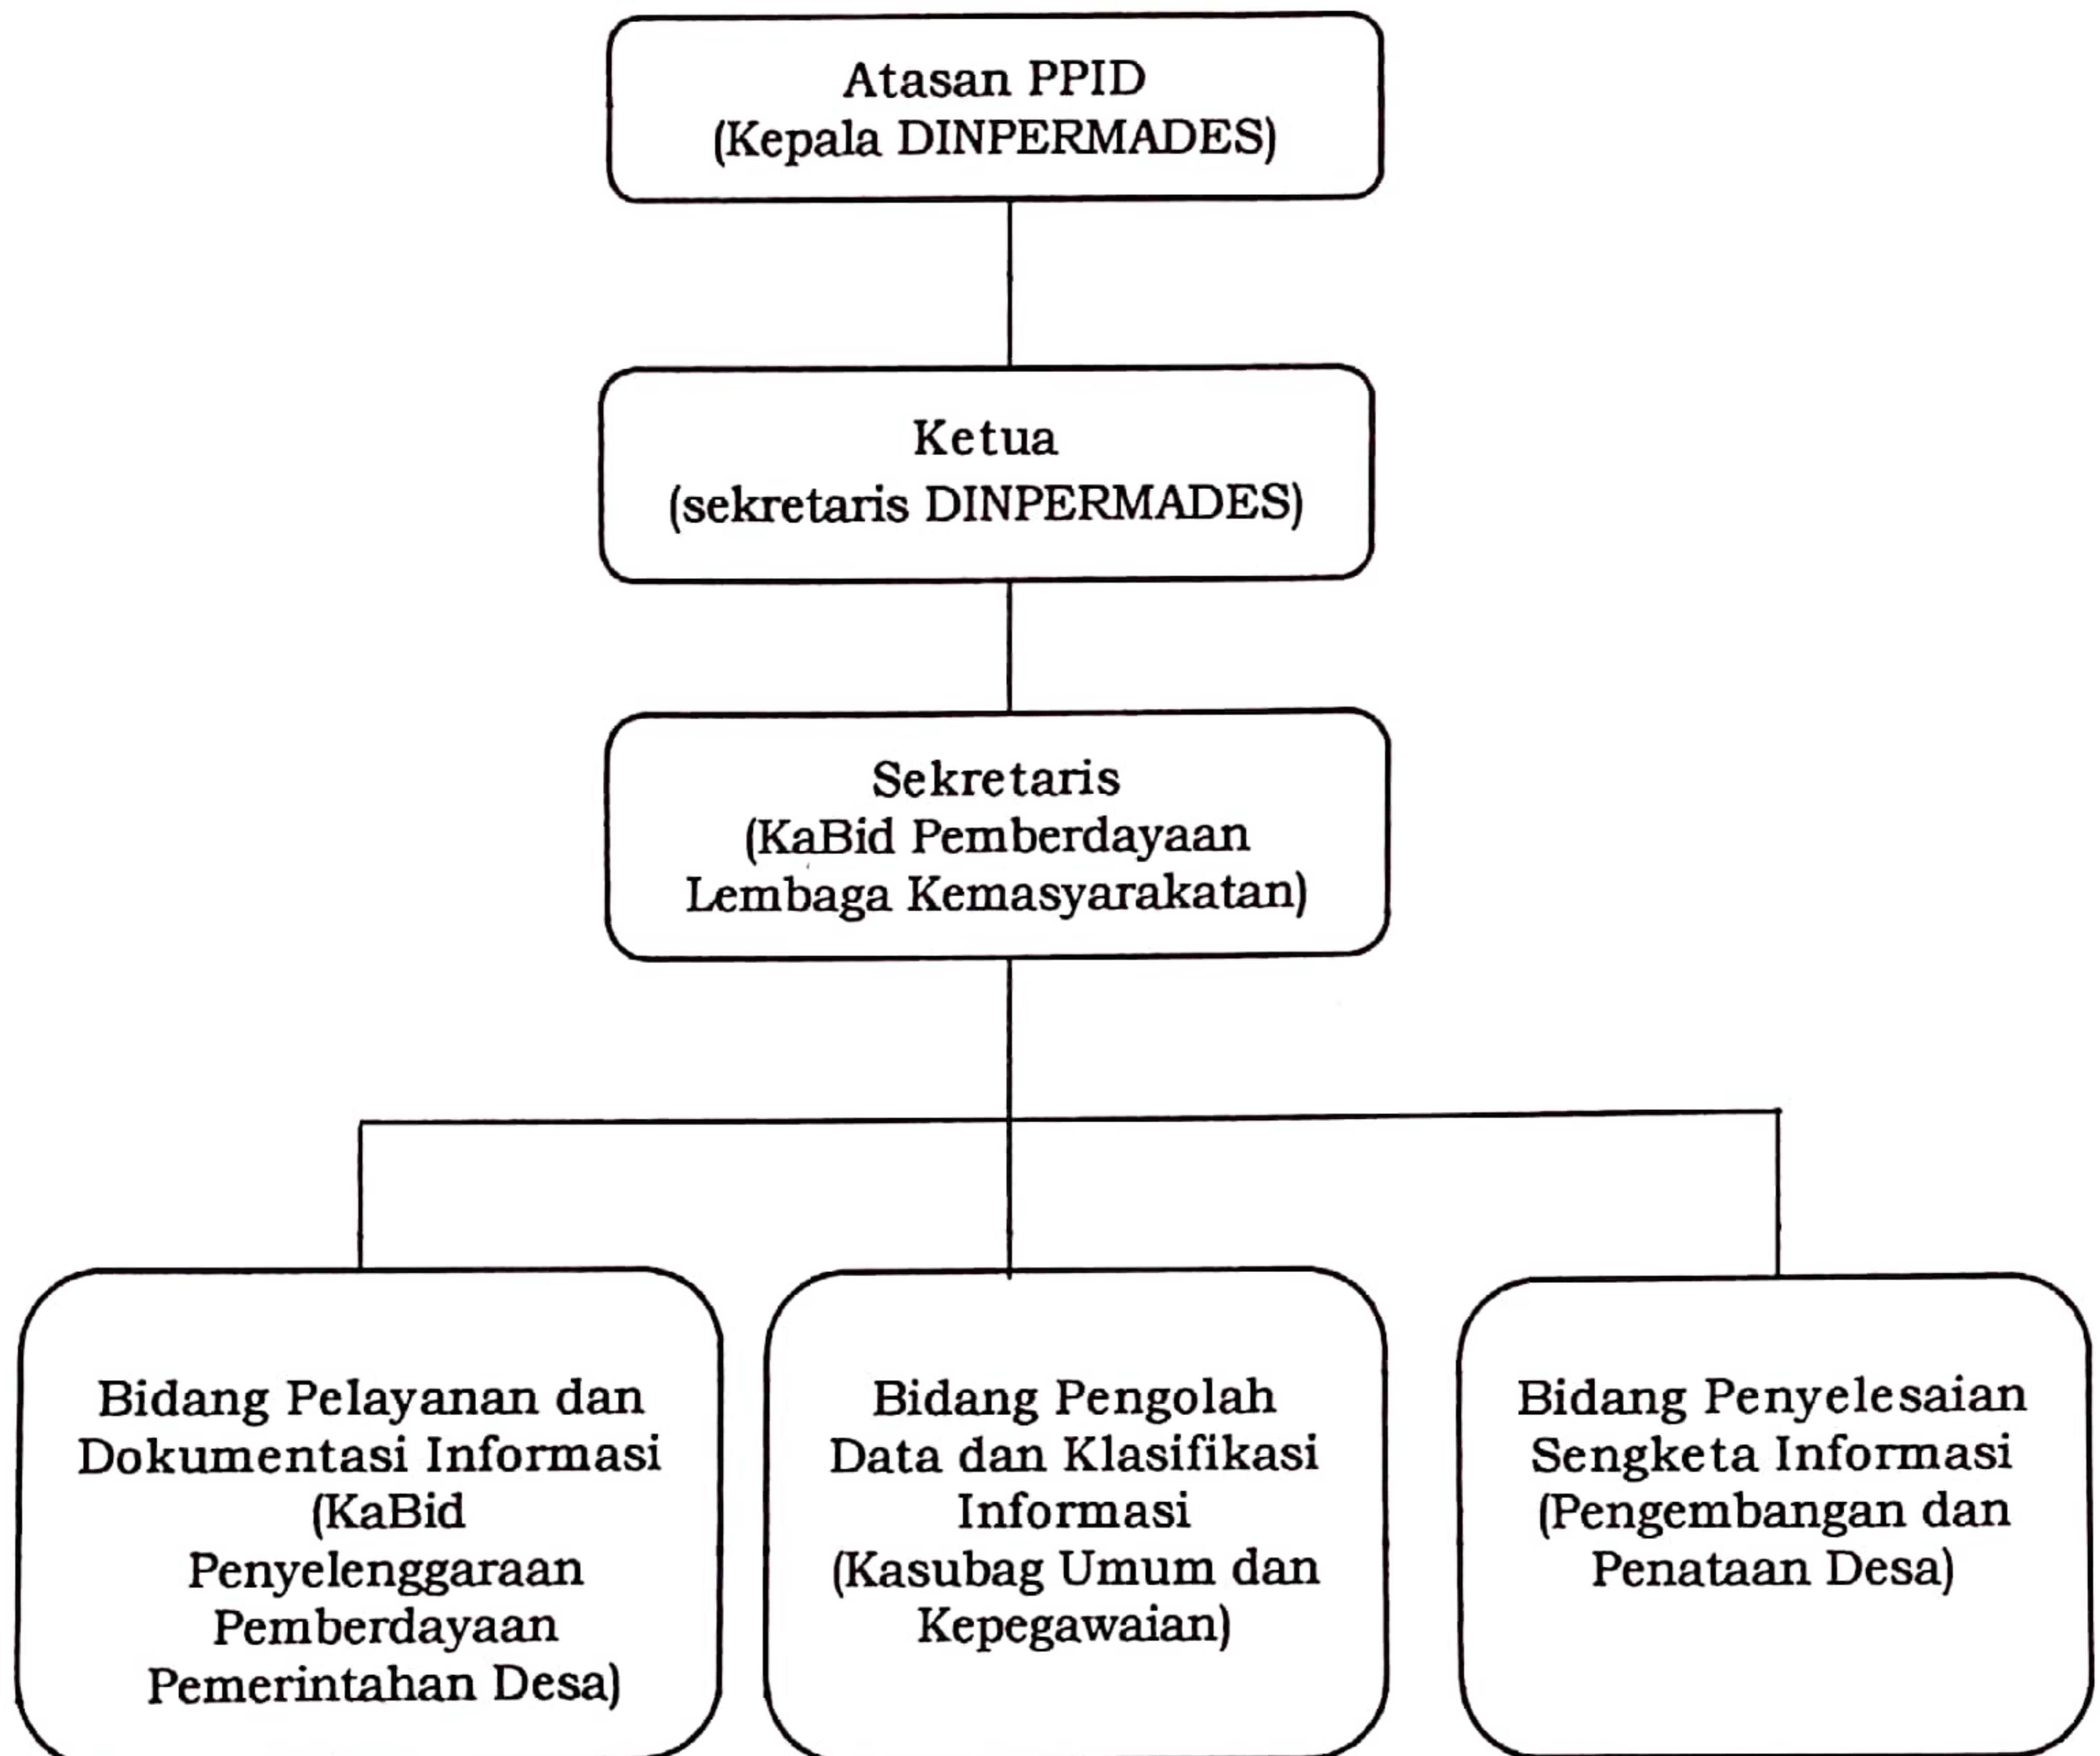 Atasan PPID
(Kepala DINPERMADES)
Ketua
(sekretaris DINPERMADES)
Sekretaris
(KaBid Pemberdayaan
Lembaga Kemasyarakatan)
Bidang Pelayanan dan
Dokumentasi Informasi
(KaBid
Penyelenggaraan
Pemberdayaan
Pemerintahan Desa)
Bidang Pengolah
Data dan Klasifikasi
Informasi
(Kasubag Umum dan
Kepegawaian)
Bidang Penyelesaian
Sengketa Informasi
(Pengembangan dan
Penataan Desa)